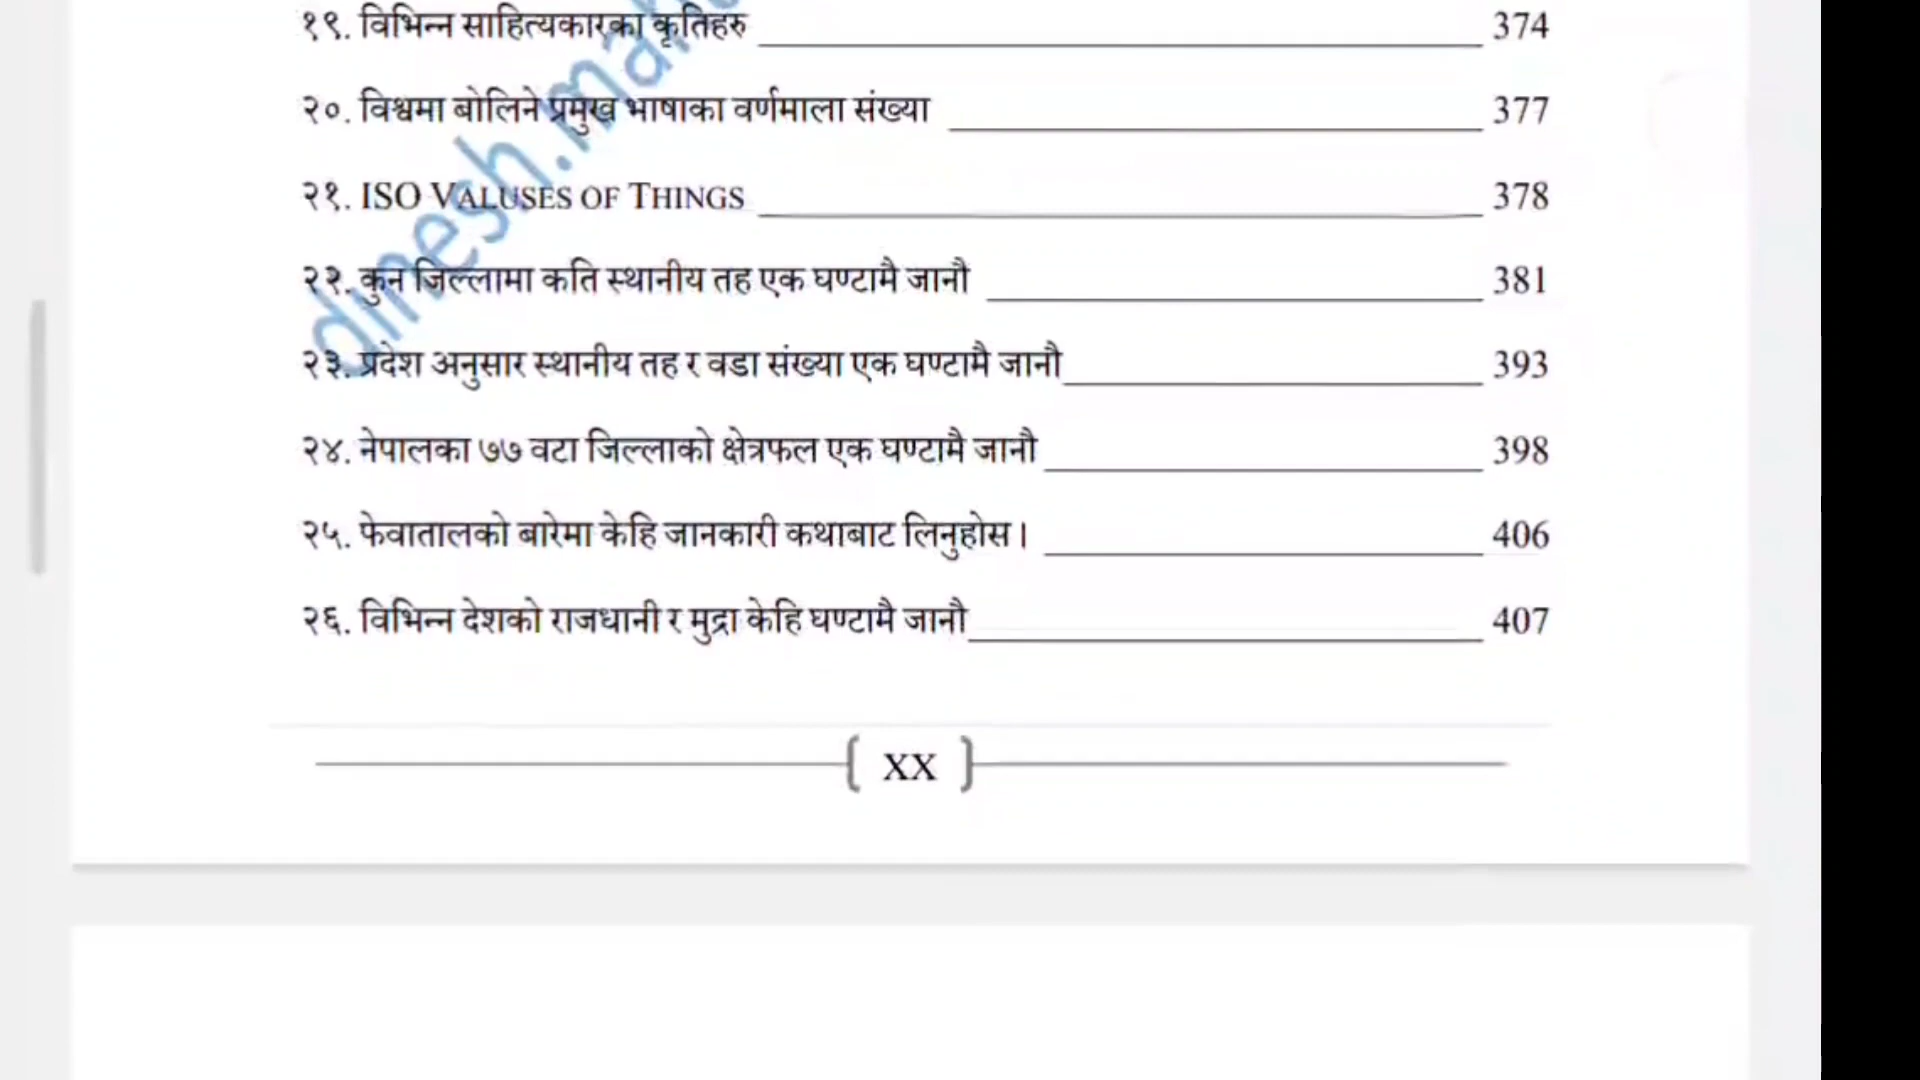 १९. विभिन्न साहित्यकारका कृतिहरु 374
२०. विश्वमा बोलिने प्रमुख भाषाका वर्णमाला संख्या 377
२१. ISO VALUSES OF THINGS 378
२२. कुन जिल्लामा कति स्थानीय तह एक घण्टामै जानौ 381
२३. प्रदेश अनुसार स्थानीय तह र वडा संख्या एक घण्टामै जानौ 393
२४. नेपालका ७७ वटा जिल्लाको क्षेत्रफल एक घण्टामै जानौ 398
२५. फेवातालको बारेमा केहि जानकारी कथाबाट लिनुहोस । 406
२६. विभिन्न देशको राजधानी र मुद्रा केहि घण्टामै जानौ 407
{ XX }
dinesh.mah